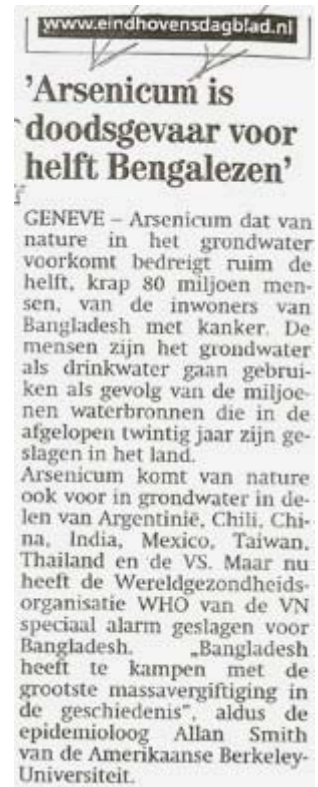 www.eindhovensdagblad.nl
'Arsenicum is
doodsgevaar voor
helft Bengalezen'
GENEVE – Arsenicum dat van
nature in het grondwater
voorkomt bedreigt ruim de
helft, krap 80 miljoen men-
sen, van de inwoners van
Bangladesh met kanker. De
mensen zijn het grondwater
als drinkwater gaan gebrui-
ken als gevolg van de miljoe-
nen waterbronnen die in de
afgelopen twintig jaar zijn ge-
slagen in het land.
Arsenicum komt van nature
ook voor in grondwater in de-
len van Argentinië, Chili, Chi-
na, India, Mexico, Taiwan,
Thailand en de VS. Maar nu
heeft de Wereldgezondheids-
organisatie WHO van de VN
speciaal alarm geslagen voor
Bangladesh. „Bangladesh
heeft te kampen met de
grootste massavergiftiging in
de geschiedenis”, aldus de
epidemioloog Allan Smith
van de Amerikaanse Berkeley-
Universiteit.